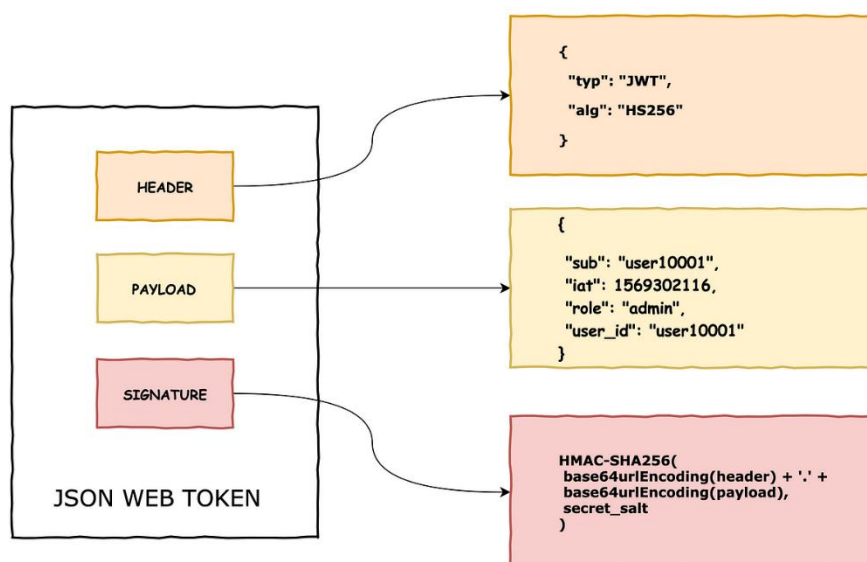 HEADER
PAYLOAD
SIGNATURE
JSON WEB TOKEN
{
"typ": "JWT",
"alg": "HS256"
}
{
"sub": "user10001",
"iat": 1569302116,
"role": "admin",
"user_id": "user10001"
}
HMAC-SHA256(
base64urlEncoding(header) + '.' +
base64urlEncoding(payload),
secret_salt
)